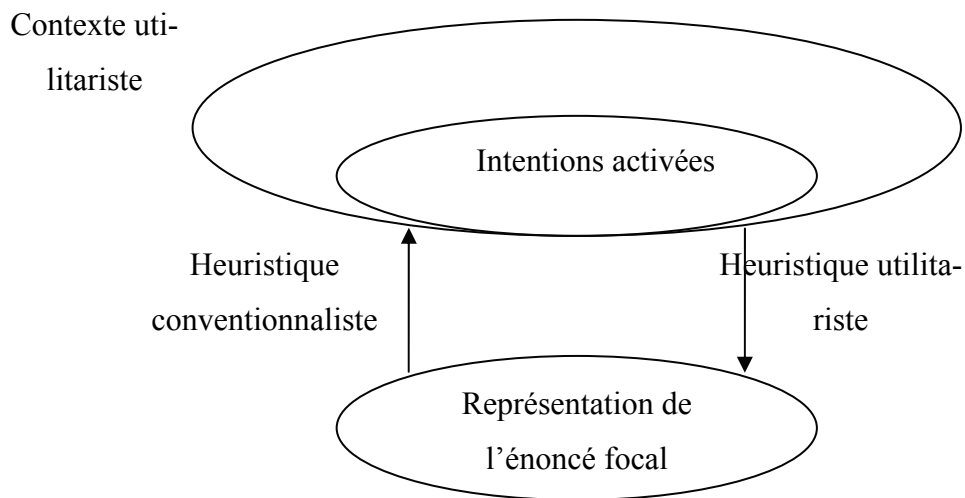 Contexte uti-
litariste
Intentions activées
Heuristique
conventionnaliste
Heuristique utilita-
riste
Représentation de
l’énoncé focal